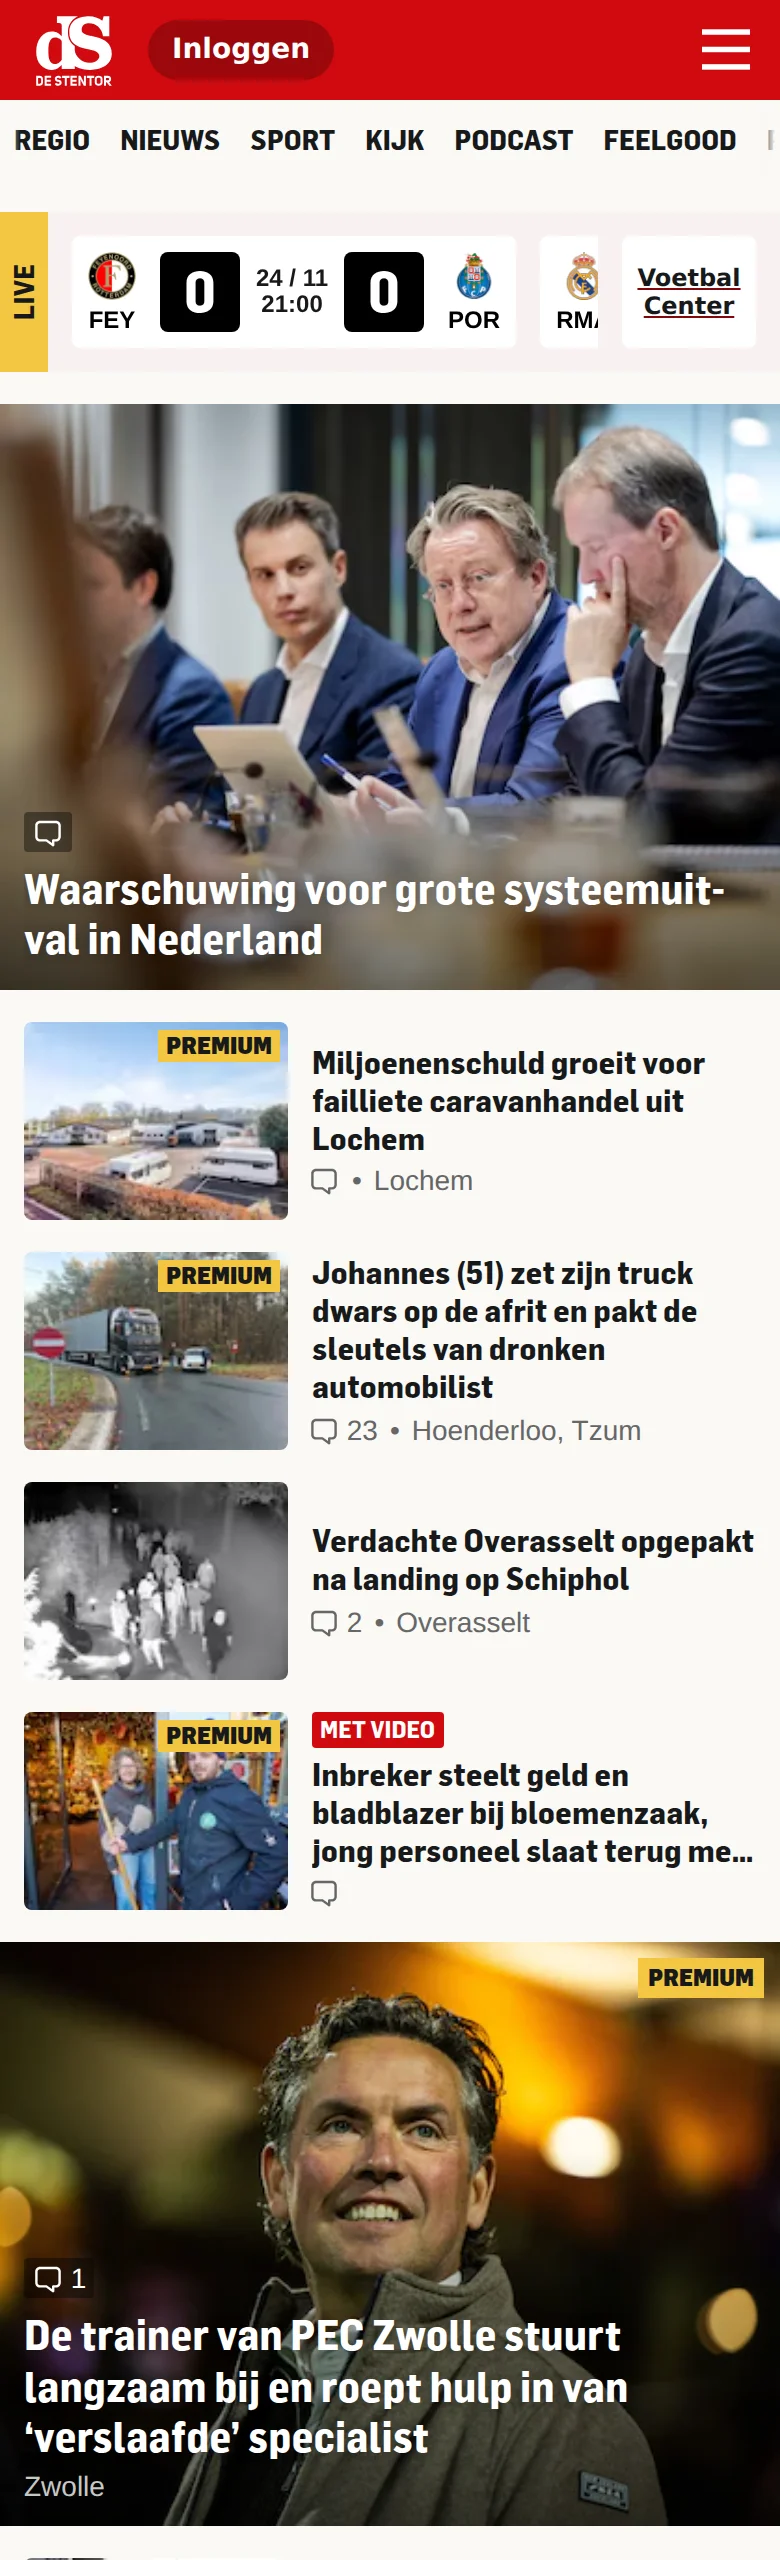 dS
DE STENTOR
Inloggen
REGIO NIEUWS SPORT KIJK PODCAST FEELGOOD
LIVE
FEY
0
24 / 11
21:00
0
POR
RMA
Voetbal
Center
Waarschuwing voor grote systeemuit-
val in Nederland
PREMIUM
Miljoenenschuld groeit voor
failliete caravanhandel uit
Lochem
• Lochem
PREMIUM
Johannes (51) zet zijn truck
dwars op de afrit en pakt de
sleutels van dronken
automobilist
23 • Hoenderloo, Tzum
Verdachte Overasselt opgepakt
na landing op Schiphol
2 • Overasselt
PREMIUM
MET VIDEO
Inbreker steelt geld en
bladblazer bij bloemenzaak,
jong personeel slaat terug me...
PREMIUM
1
De trainer van PEC Zwolle stuurt
langzaam bij en roept hulp in van
‘verslaafde’ specialist
Zwolle